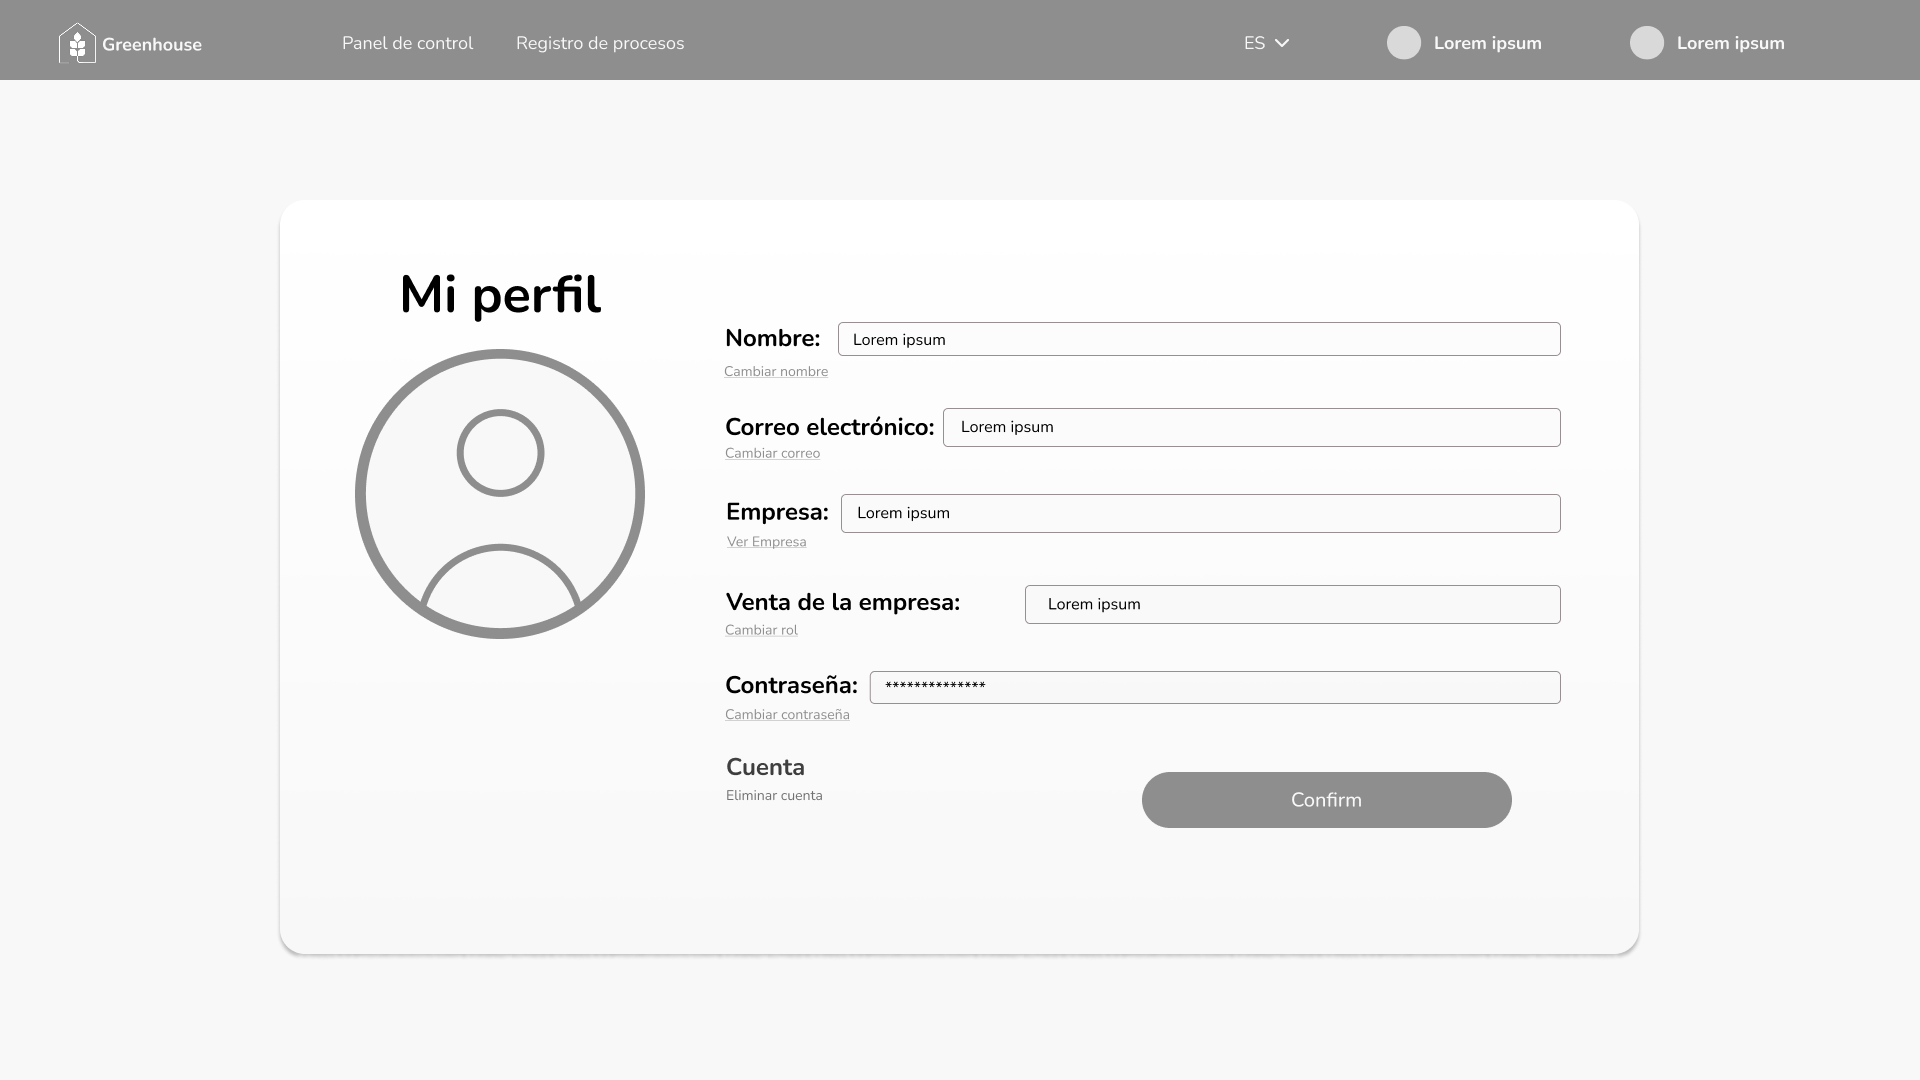 Greenhouse
Panel de control
Registro de procesos
ES
Lorem ipsum
Lorem ipsum
Mi perfil
Nombre:
Lorem ipsum
Cambiar nombre
Correo electrónico:
Lorem ipsum
Cambiar correo
Empresa:
Lorem ipsum
Ver Empresa
Venta de la empresa:
Lorem ipsum
Cambiar rol
Contraseña:
**************
Cambiar contraseña
Cuenta
Eliminar cuenta
Confirm